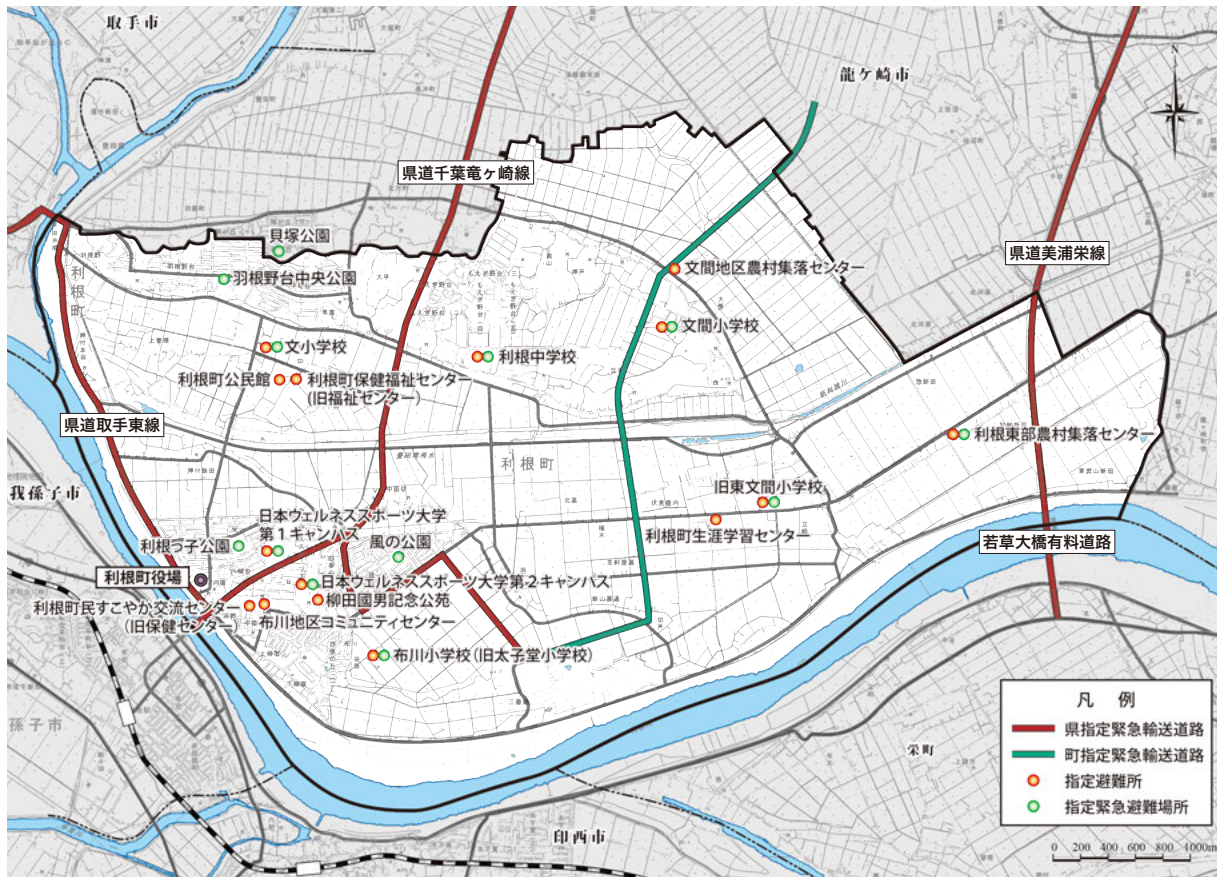 取手市
龍ケ崎市
N
県道千葉竜ヶ崎線
県道美浦栄線
貝塚公園
羽根野台中央公園
文間地区農村集落センター
利根町
文間小学校
文小学校
利根中学校
利根町公民館
利根町保健福祉センター
(旧福祉センター)
県道取手東線
利根東部農村集落センター
利根町
我孫子市
旧東文間小学校
利根町生涯学習センター
日本ウェルネススポーツ大学
第1キャンパス
風の公園
利根っ子公園
若草大橋有料道路
利根町役場
日本ウェルネススポーツ大学第2キャンパス
柳田國男記念公苑
利根町民すこやか交流センター
(旧保健センター)
布川地区コミュニティセンター
布川小学校(旧太子堂小学校)
孫子市
栄町
印西市
凡 例
県指定緊急輸送道路
町指定緊急輸送道路
指定避難所
指定緊急避難場所
0 200 400 600 800 1000m